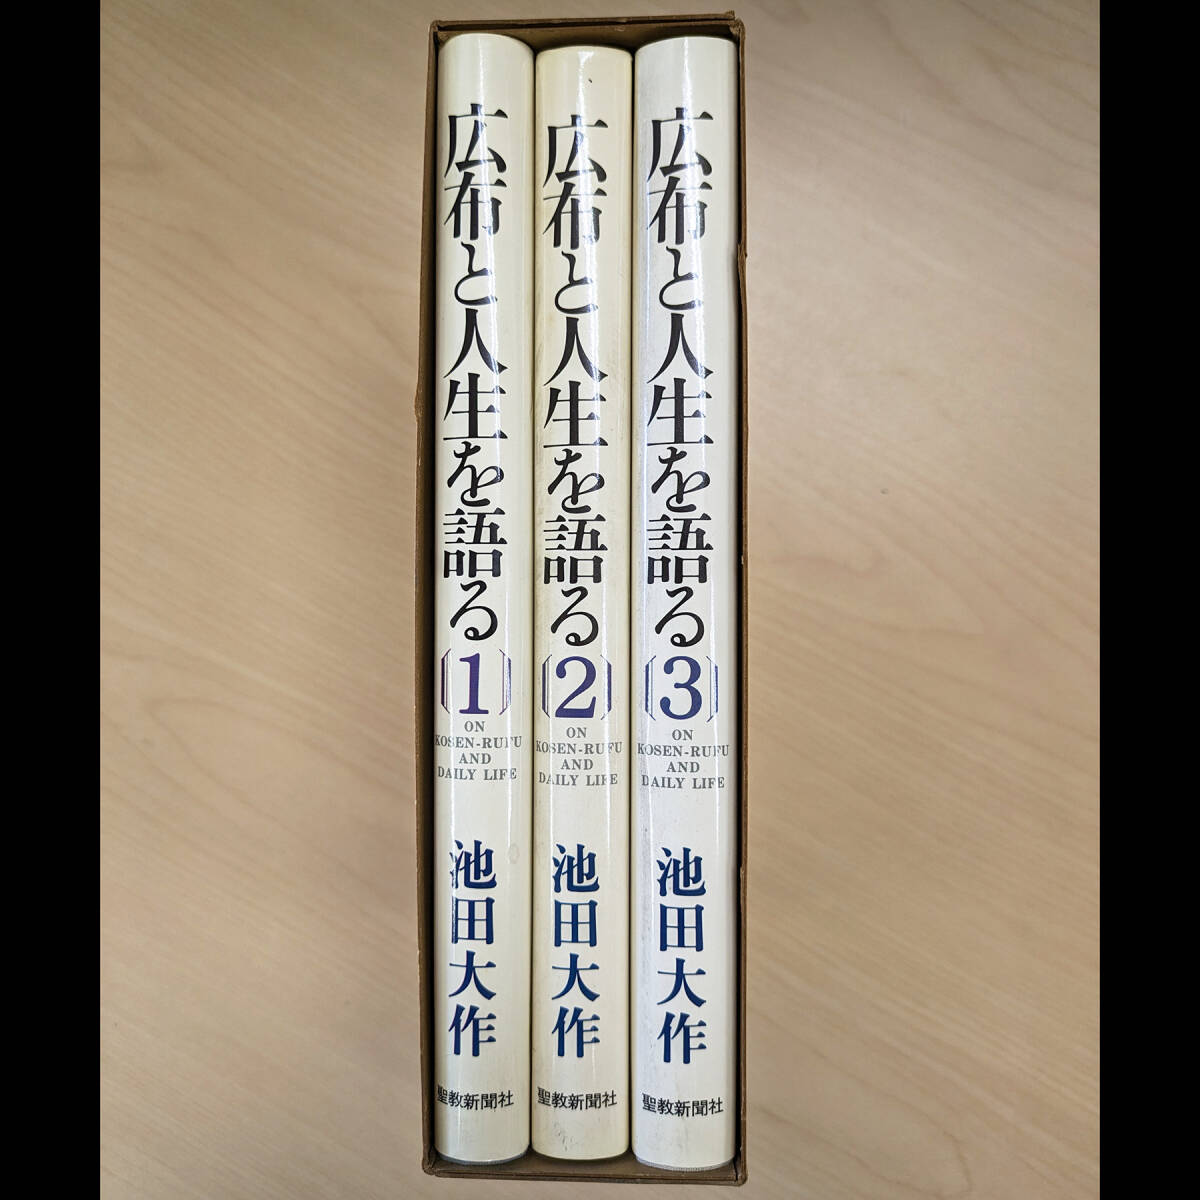 広布と人生を語る
〔1〕
ON
KOSEN-RUFU
AND
DAILY LIFE
池田大作
聖教新聞社
広布と人生を語る
〔2〕
ON
KOSEN-RUFU
AND
DAILY LIFE
池田大作
聖教新聞社
広布と人生を語る
〔3〕
ON
KOSEN-RUFU
AND
DAILY LIFE
池田大作
聖教新聞社